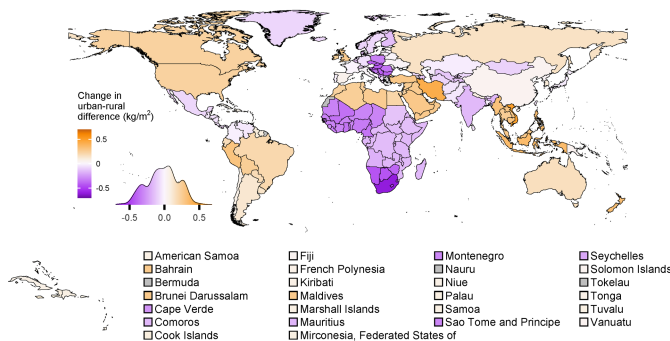 Change in
urban-rural
difference (kg/m²)
0.5
0.0
-0.5
-0.5 0.0 0.5
American Samoa
Bahrain
Bermuda
Brunei Darussalam
Cape Verde
Comoros
Cook Islands
Fiji
French Polynesia
Kiribati
Maldives
Marshall Islands
Mauritius
Mirconesia, Federated States of
Montenegro
Nauru
Niue
Palau
Samoa
Sao Tome and Principe
Seychelles
Solomon Islands
Tokelau
Tonga
Tuvalu
Vanuatu